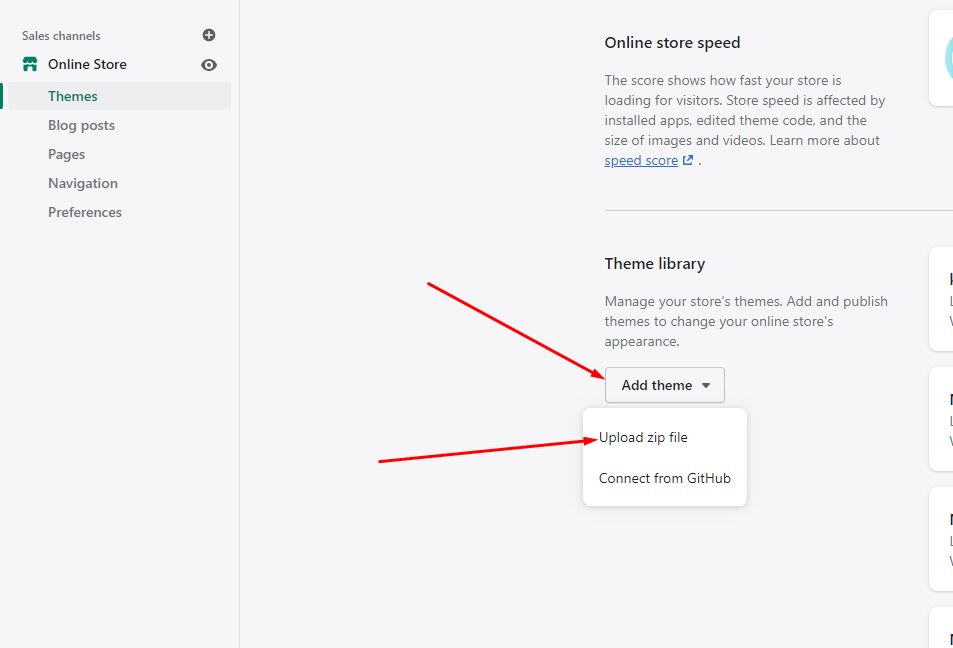 Sales channels
Online Store
Themes
Blog posts
Pages
Navigation
Preferences
Online store speed
The score shows how fast your store is
loading for visitors. Store speed is affected by
installed apps, edited theme code, and the
size of images and videos. Learn more about
speed score .
Theme library
Manage your store's themes. Add and publish
themes to change your online store's
appearance.
Add theme
Upload zip file
Connect from GitHub